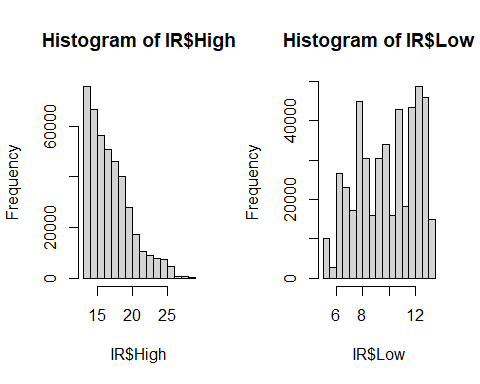 Histogram of IR$High
Frequency
0
20000
60000
15
20
25
IR$High
Histogram of IR$Low
Frequency
0
20000
40000
6
8
12
IR$Low